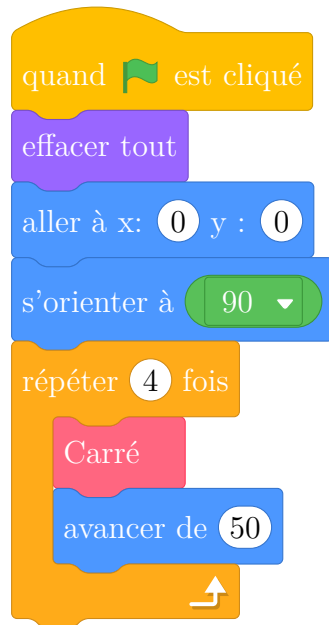 quand est cliqué
effacer tout
aller à x: 0 y : 0
s'orienter à 90
répéter 4 fois
Carré
avancer de 50